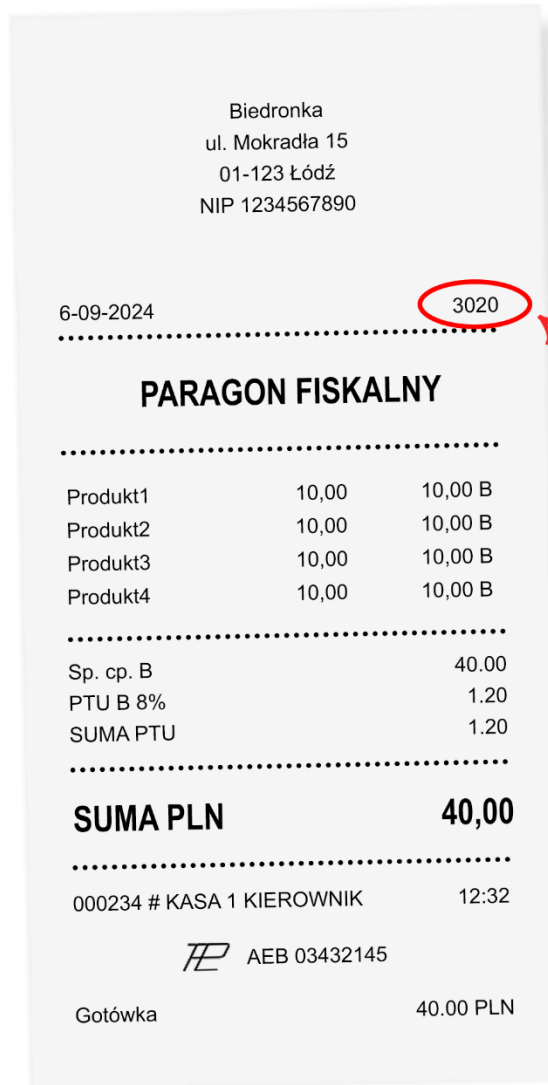 Biedronka
ul. Mokradła 15
01-123 Łódź
NIP 1234567890
6-09-2024 3020
PARAGON FISKALNY
Produkt1 10,00 10,00 B
Produkt2 10,00 10,00 B
Produkt3 10,00 10,00 B
Produkt4 10,00 10,00 B
Sp. cp. B 40.00
PTU B 8% 1.20
SUMA PTU 1.20
SUMA PLN 40,00
000234 # KASA 1 KIEROWNIK 12:32
AEB 03432145
Gotówka 40.00 PLN